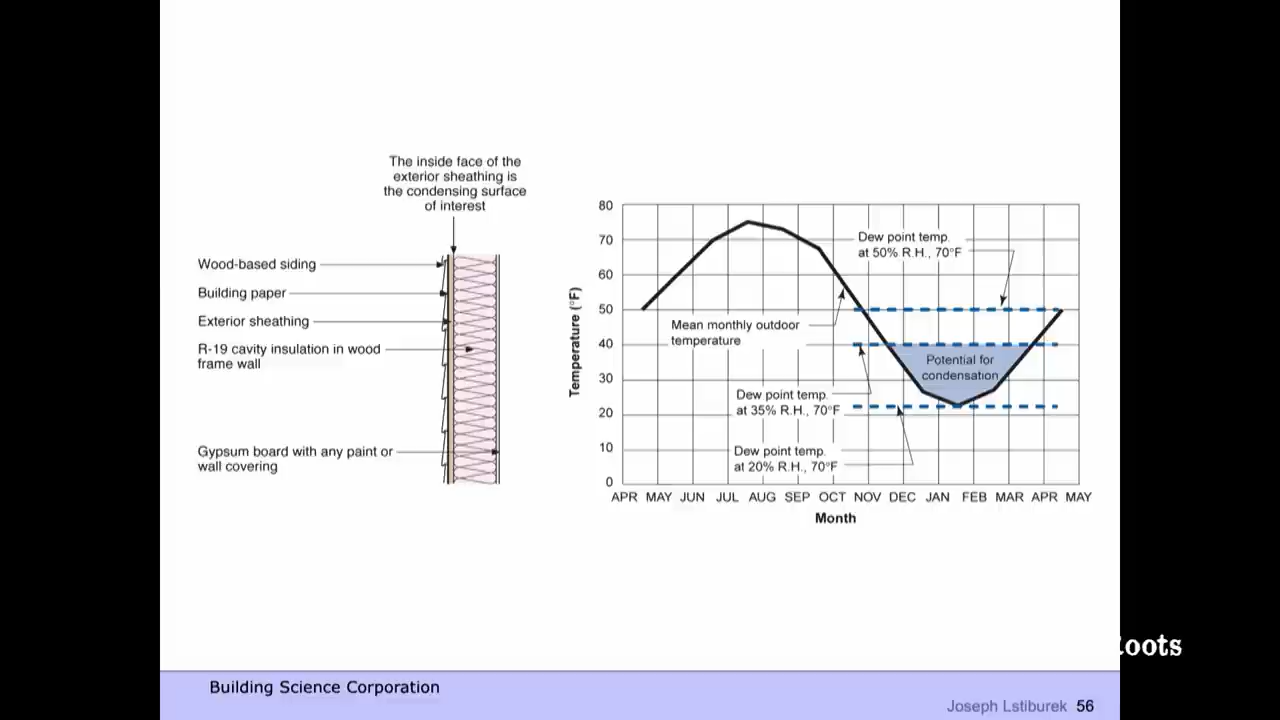 The inside face of the
exterior sheathing is
the condensing surface
of interest
Wood-based siding
Building paper
Exterior sheathing
R-19 cavity insulation in wood
frame wall
Gypsum board with any paint or
wall covering
Temperature (°F)
80
70
60
50
40
30
20
10
0
Dew point temp.
at 50% R.H., 70°F
Mean monthly outdoor
temperature
Potential for
condensation
Dew point temp.
at 35% R.H., 70°F
Dew point temp.
at 20% R.H., 70°F
APR MAY JUN JUL AUG SEP OCT NOV DEC JAN FEB MAR APR MAY
Month
Building Science Corporation
Joseph Lstiburek 56